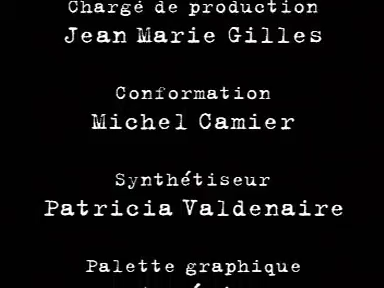 Chargé de production
Jean Marie Gilles
Conformation
Michel Camier
Synthétiseur
Patricia Valdenaire
Palette graphique